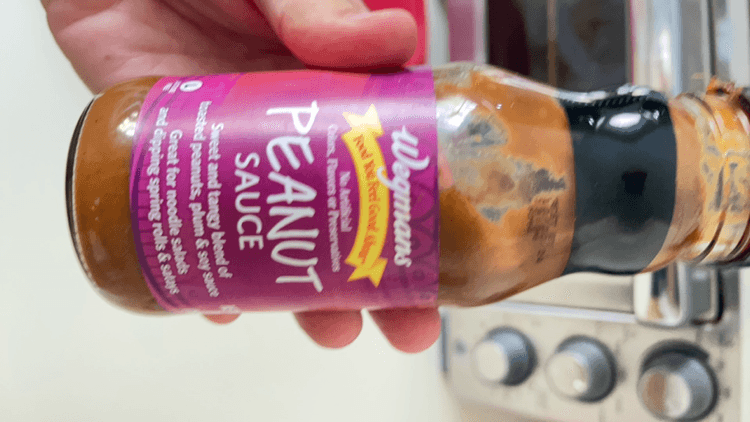 Wegmans
Food You Feel Good About
No Artificial
Colors, Flavors or Preservatives
PEANUT
SAUCE
Sweet and tangy blend of
toasted peanuts, plum & soy sauce
Great for noodle salads
and dipping spring rolls & satays